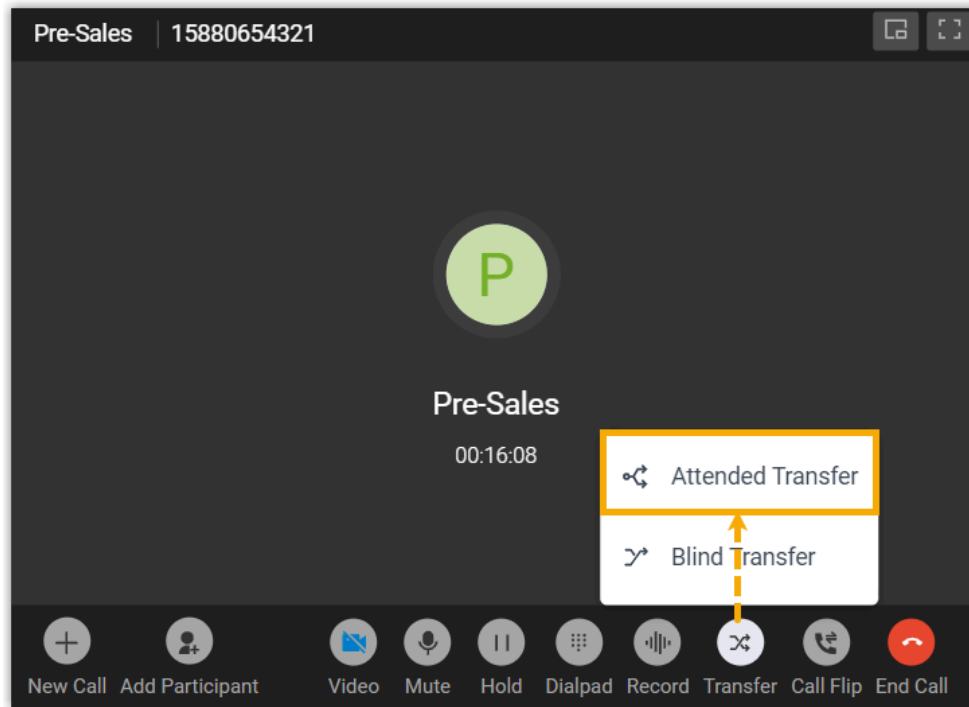 Pre-Sales 15880654321
P
Pre-Sales
00:16:08
Attended Transfer
Blind Transfer
New Call Add Participant Video Mute Hold Dialpad Record Transfer Call Flip End Call